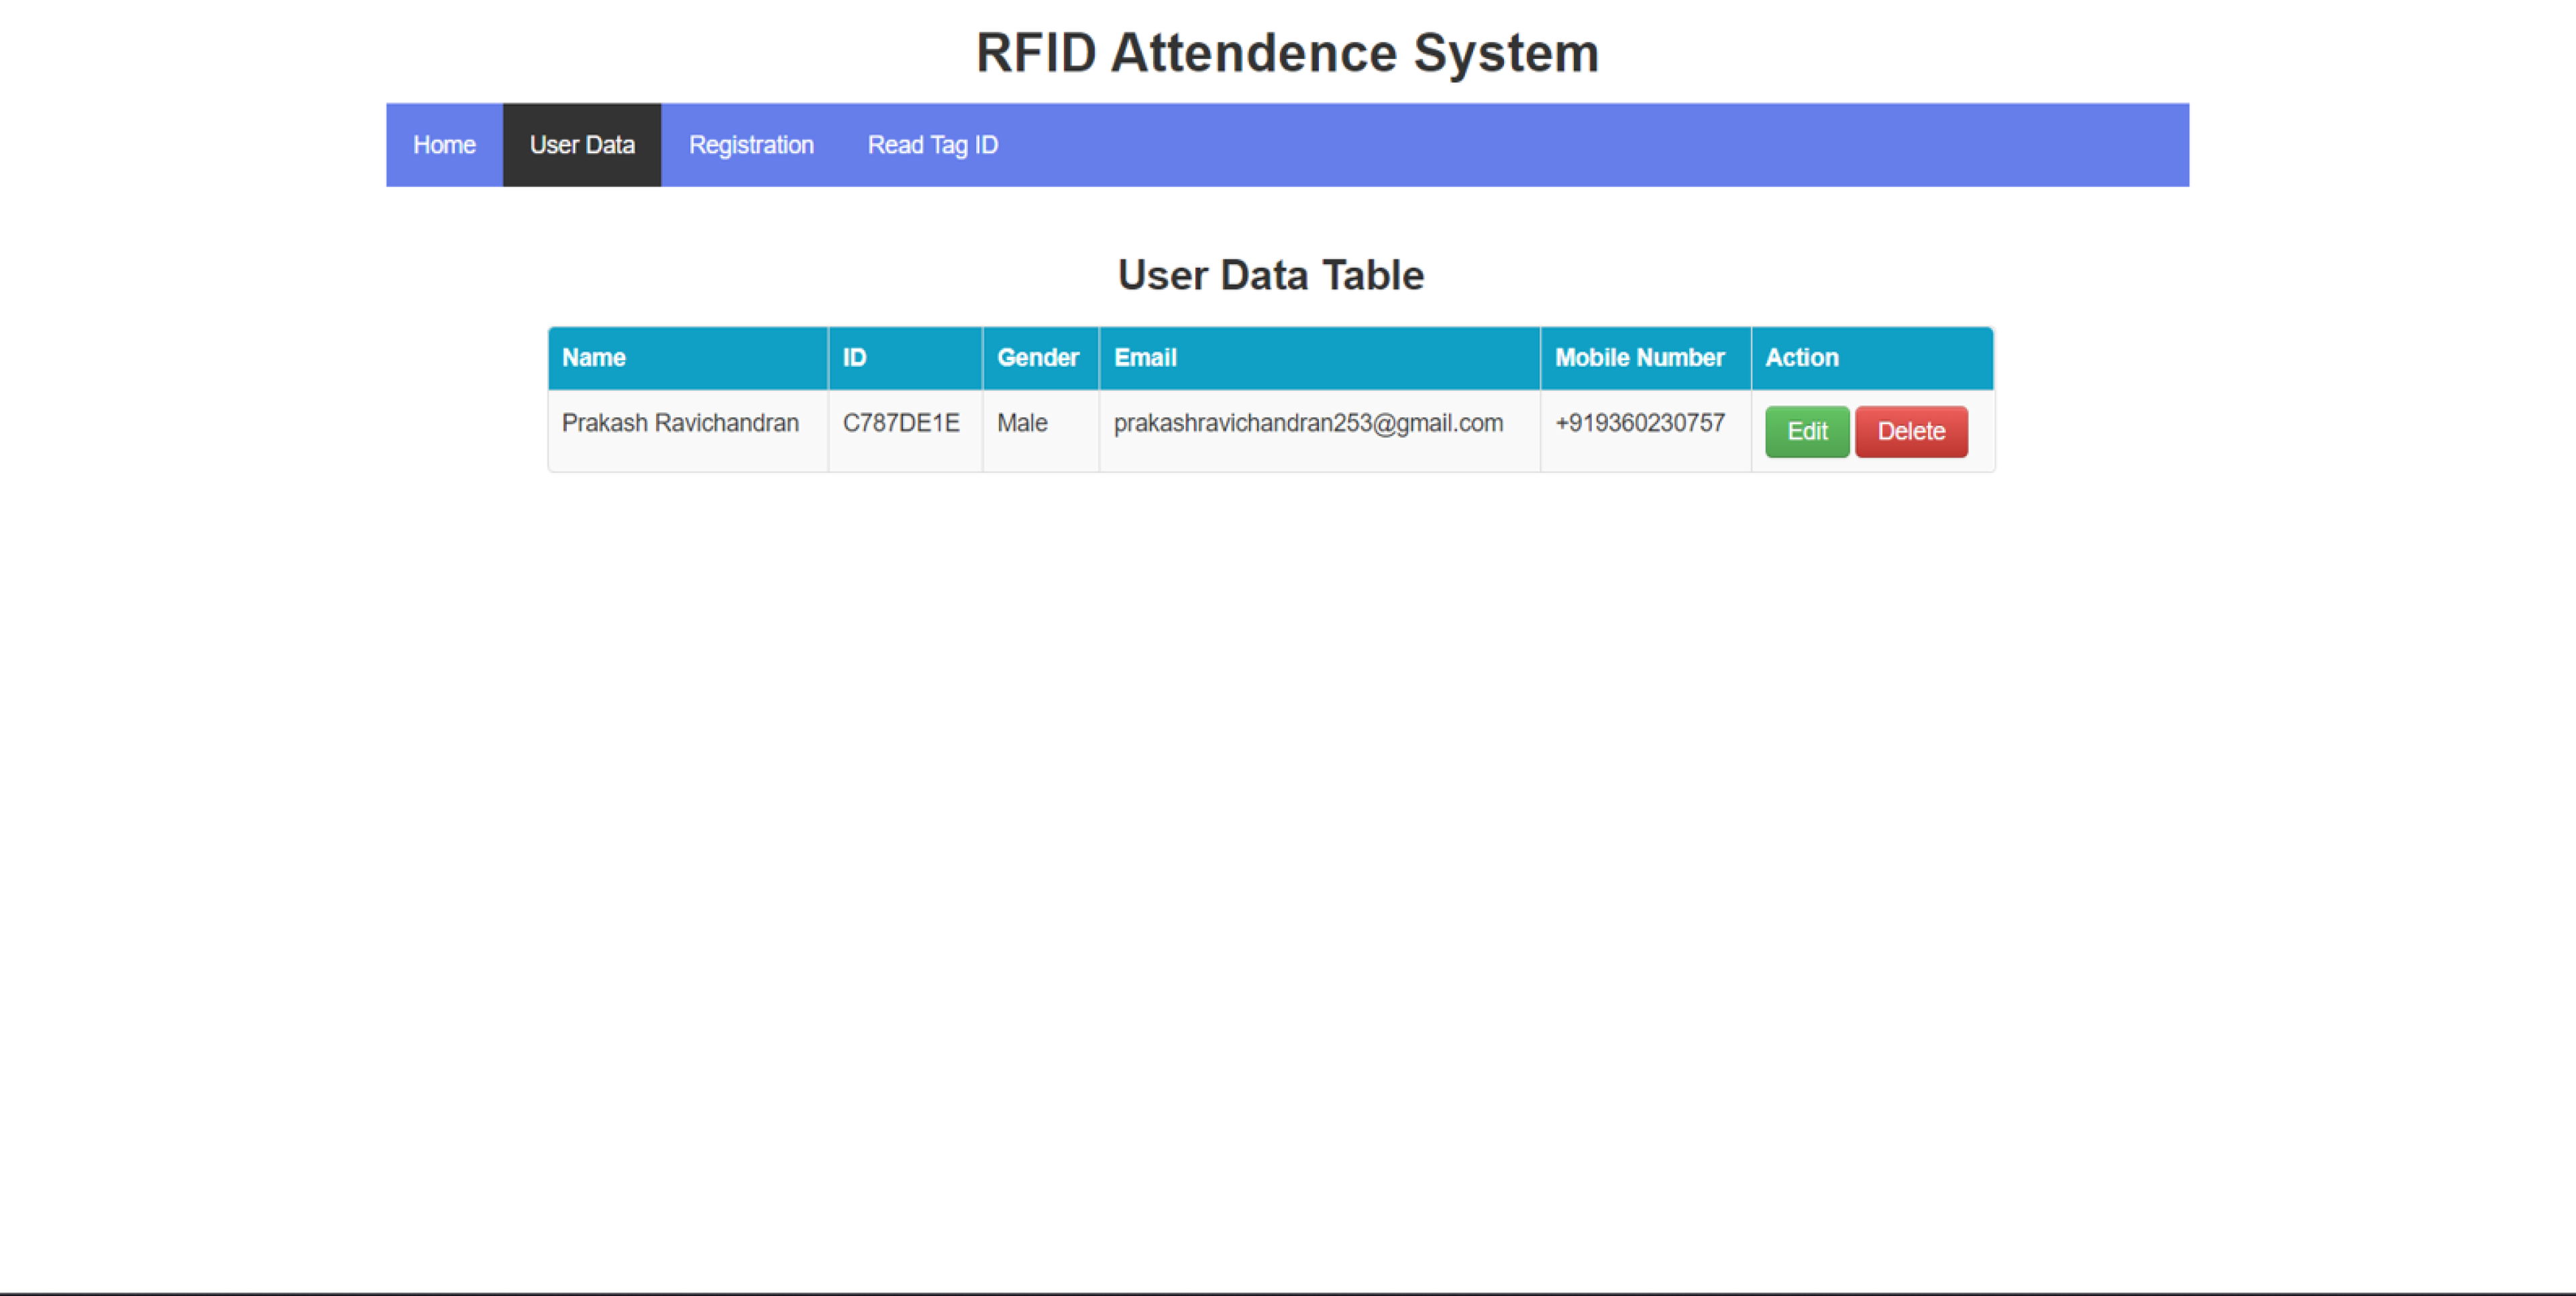 RFID Attendence System
Home User Data Registration Read Tag ID
User Data Table
Name ID Gender Email Mobile Number Action
Prakash Ravichandran C787DE1E Male prakashravichandran253@gmail.com +919360230757 Edit Delete